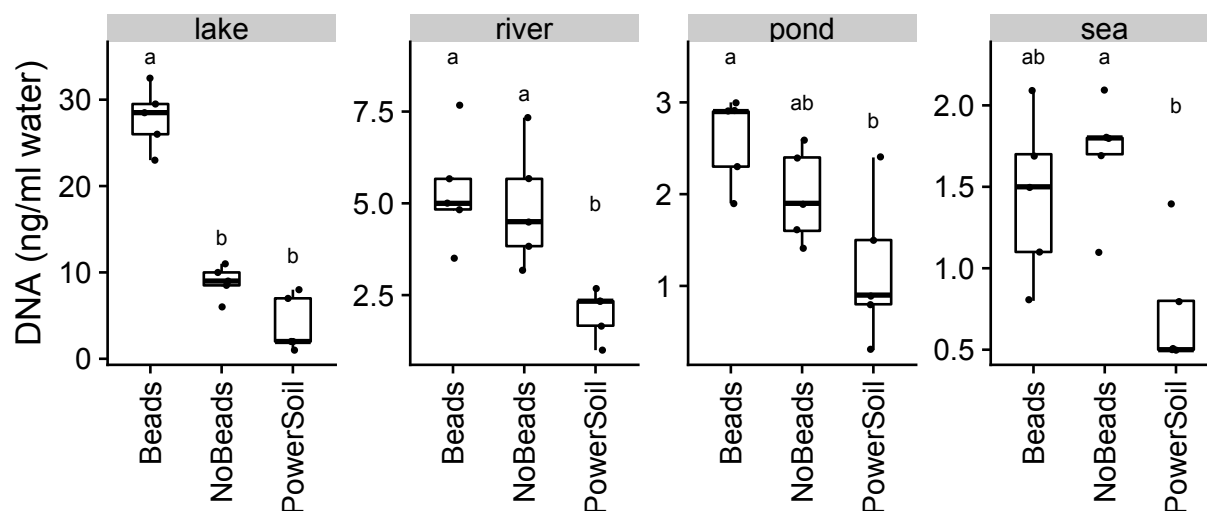 lake
river
pond
sea
DNA (ng/ml water)
30
20
10
0
a
b
b
Beads
NoBeads
PowerSoil
7.5
5.0
2.5
a
a
b
Beads
NoBeads
PowerSoil
3
2
1
a
ab
b
Beads
NoBeads
PowerSoil
2.0
1.5
1.0
0.5
ab
a
b
Beads
NoBeads
PowerSoil